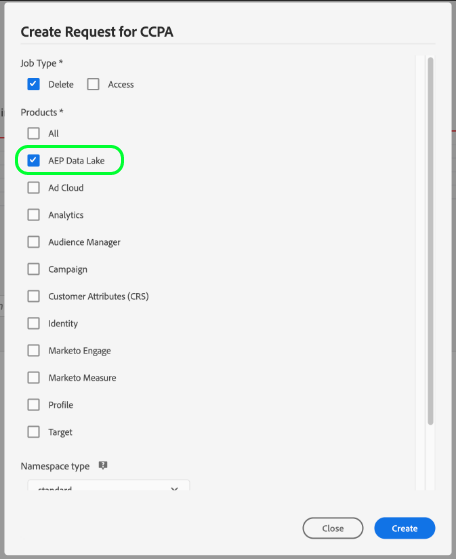 Create Request for CCPA
Job Type *
Delete Access
Products *
All
AEP Data Lake
Ad Cloud
Analytics
Audience Manager
Campaign
Customer Attributes (CRS)
Identity
Marketo Engage
Marketo Measure
Profile
Target
Namespace type
standard
Close Create